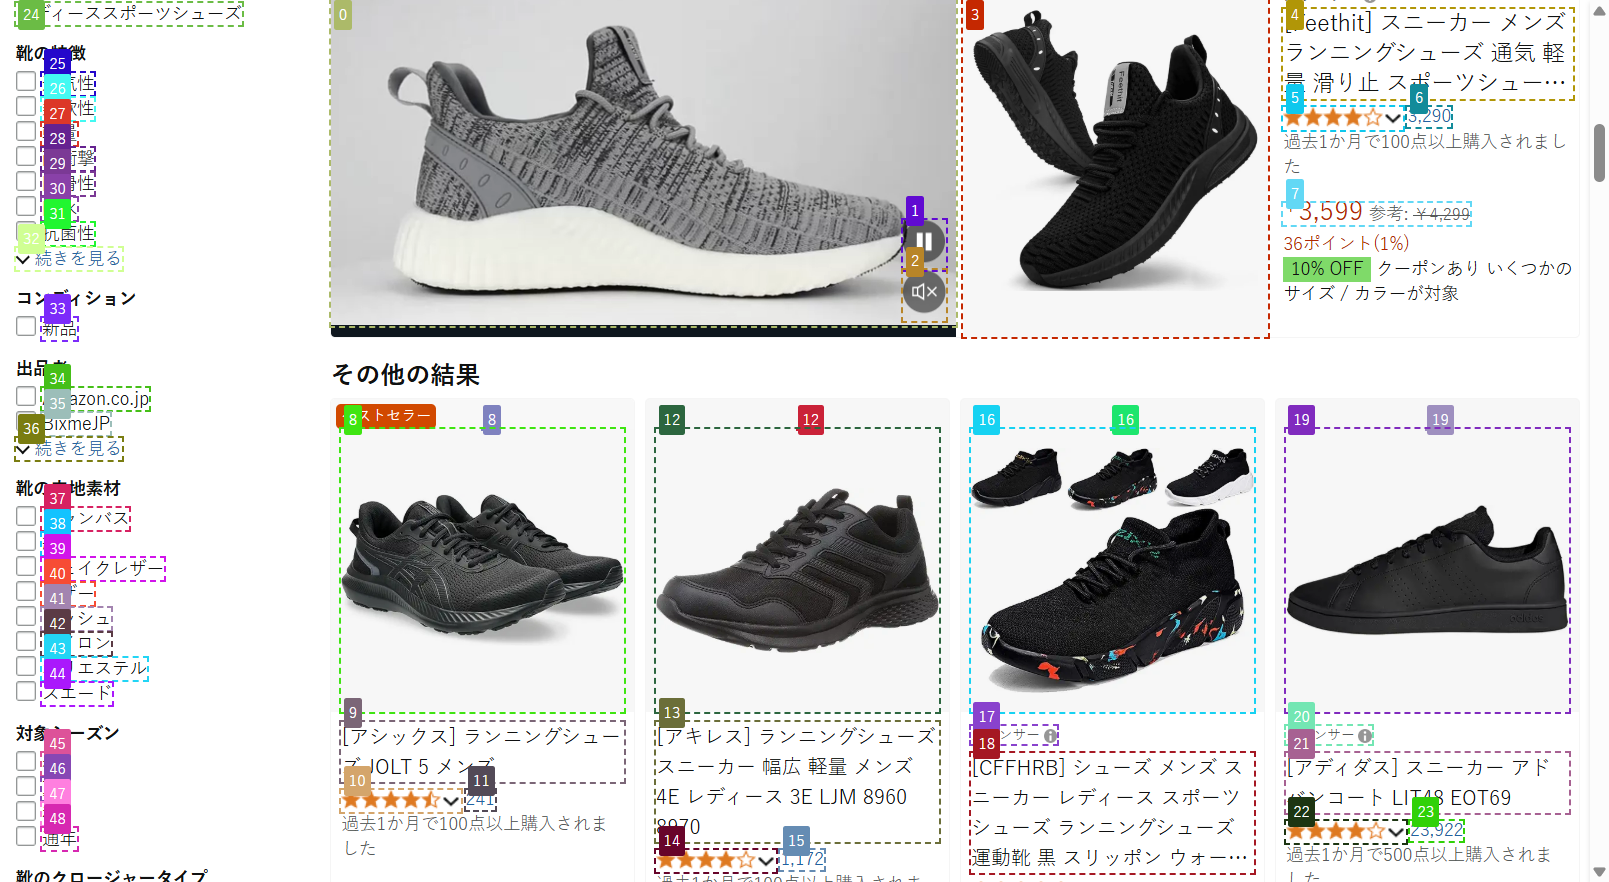 ディーススポーツシューズ
靴の特徴
気性
軟性
衝撃
滑性
抗菌性
続きを見る
コンディション
新品
出品者
Amazon.co.jp
BixmeJP
続きを見る
靴の
地素材
ャンバス
ェイクレザー
ザー
ッシュ
ロン
リエステル
スエード
対象シーズン
通年
靴のクロージャータイプ
[Feethit] スニーカー メンズ
ランニングシューズ 通気 軽
量 滑り止 スポーツシュー…
3,290
過去1か月で100点以上購入されまし
た
3,599 参考: ￥4,299
36ポイント(1%)
10% OFF クーポンあり いくつかの
サイズ / カラーが対象
その他の結果
ベストセラー
[アシックス] ランニングシュー
ズ JOLT 5 メンズ
241
過去1か月で100点以上購入されま
した
[アキレス] ランニングシューズ
スニーカー 幅広 軽量 メンズ
4E レディース 3E LJM 8960
8970
1,172
過去1か月で100点以上購入されま
ンサー
[CFFHRB] シューズ メンズ ス
ニーカー レディース スポーツ
シューズ ランニングシューズ
運動靴 黒 スリッポン ウォー…
ンサー
[アディダス] スニーカー アド
バンコート LIT48 EOT69
23,922
過去1か月で500点以上購入されま
した
0
1
2
3
4
5
6
7
8
8
9
10
11
12
12
13
14
15
16
16
17
18
19
19
20
21
22
23
24
25
26
27
28
29
30
31
32
33
34
35
36
37
38
39
40
41
42
43
44
45
46
47
48